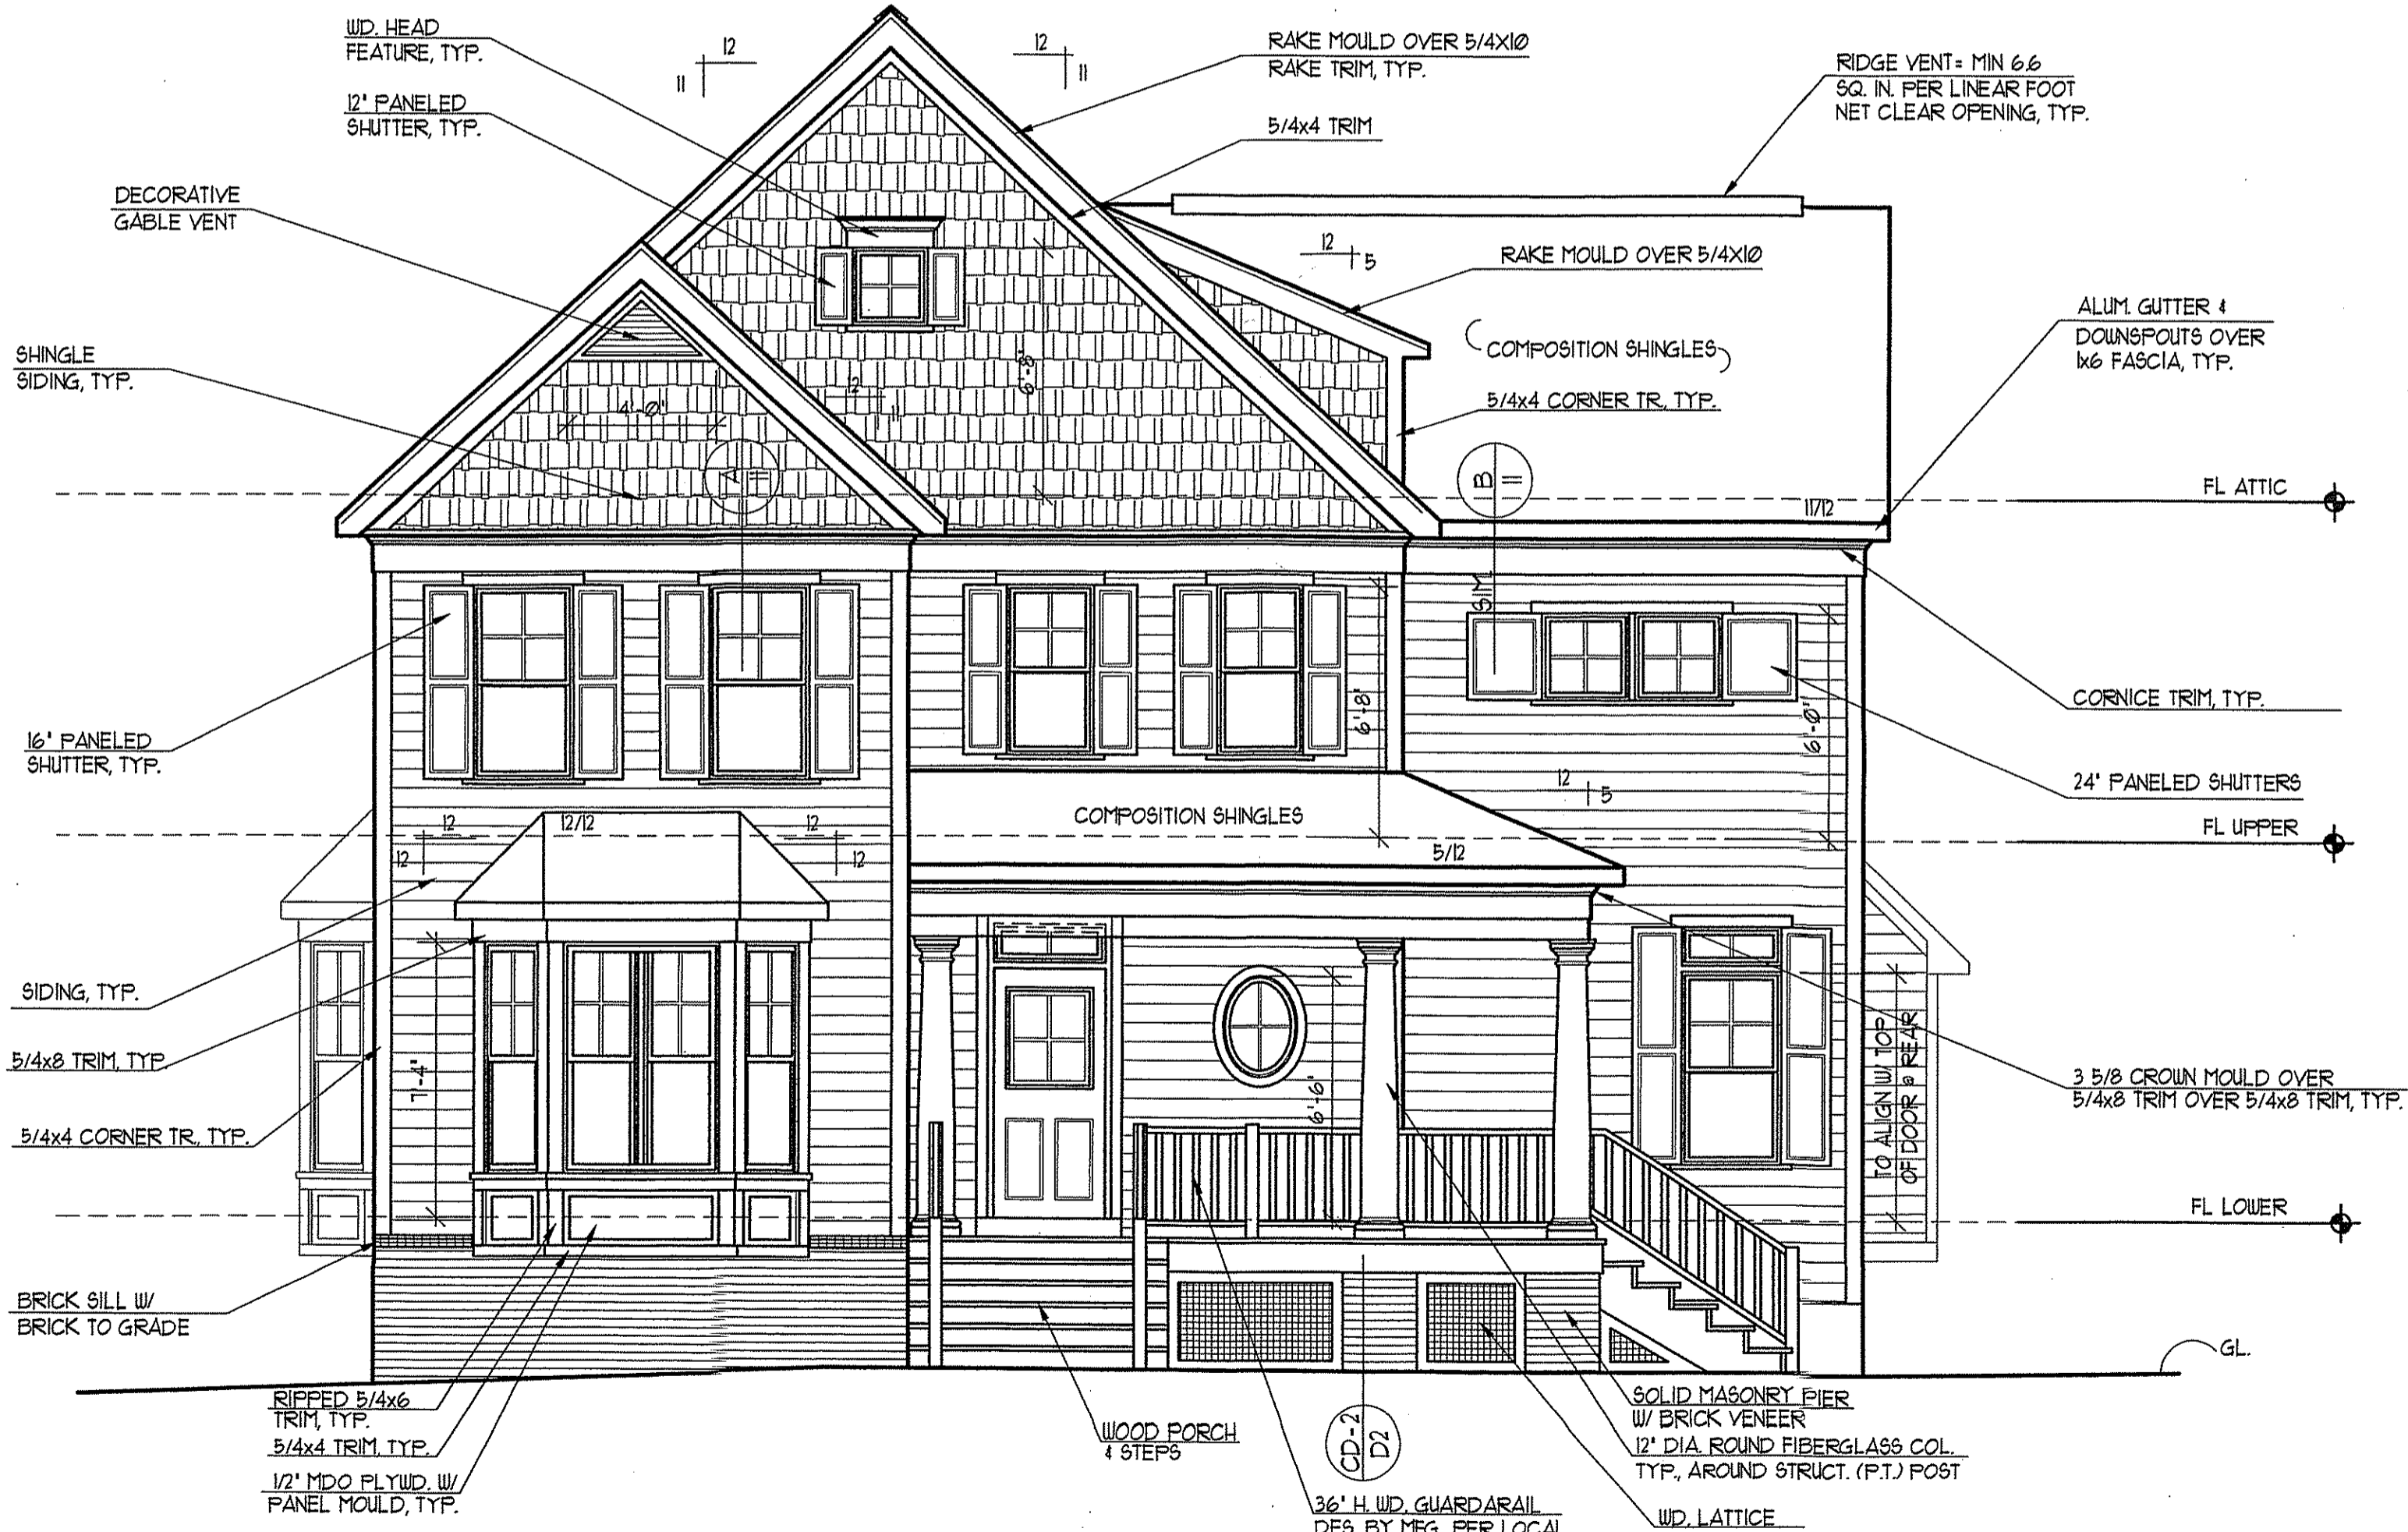 WD. HEAD
FEATURE, TYP.
12" PANELED
SHUTTER, TYP.
DECORATIVE
GABLE VENT
SHINGLE
SIDING, TYP.
16" PANELED
SHUTTER, TYP.
SIDING, TYP.
5/4x8 TRIM, TYP.
5/4x4 CORNER TR., TYP.
BRICK SILL W/
BRICK TO GRADE
RIPPED 5/4x6
TRIM, TYP.
5/4x4 TRIM, TYP.
1/2" MDO PLYWD. W/
PANEL MOULD, TYP.
12
11
12
11
RAKE MOULD OVER 5/4X10
RAKE TRIM, TYP.
5/4x4 TRIM
RIDGE VENT= MIN 6.6
SQ. IN. PER LINEAR FOOT
NET CLEAR OPENING, TYP.
12
5
RAKE MOULD OVER 5/4X10
COMPOSITION SHINGLES
5/4x4 CORNER TR., TYP.
ALUM. GUTTER &
DOWNSPOUTS OVER
1x6 FASCIA, TYP.
6'-8"
12
11
4'-0"
A
11
B
11
SIM.
11/12
FL ATTIC
CORNICE TRIM, TYP.
24" PANELED SHUTTERS
6'-8"
6'-0"
12
5
COMPOSITION SHINGLES
5/12
12
12
12/12
12
12
FL UPPER
7'-4"
6'-6"
TO ALIGN W/ TOP
OF DOOR @ REAR
3 5/8 CROWN MOULD OVER
5/4x8 TRIM OVER 5/4x8 TRIM, TYP.
FL LOWER
GL.
WOOD PORCH
& STEPS
CD-2
D2
SOLID MASONRY PIER
W/ BRICK VENEER
12" DIA. ROUND FIBERGLASS COL.
TYP., AROUND STRUCT. (P.T.) POST
36" H. WD. GUARDARAIL
DES. BY MFG. PER LOCAL
WD. LATTICE